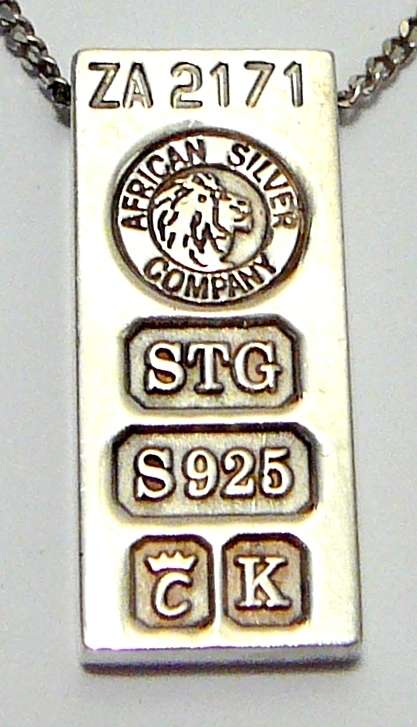 ZA 2171
AFRICAN SILVER
COMPANY
STG
S925
C K